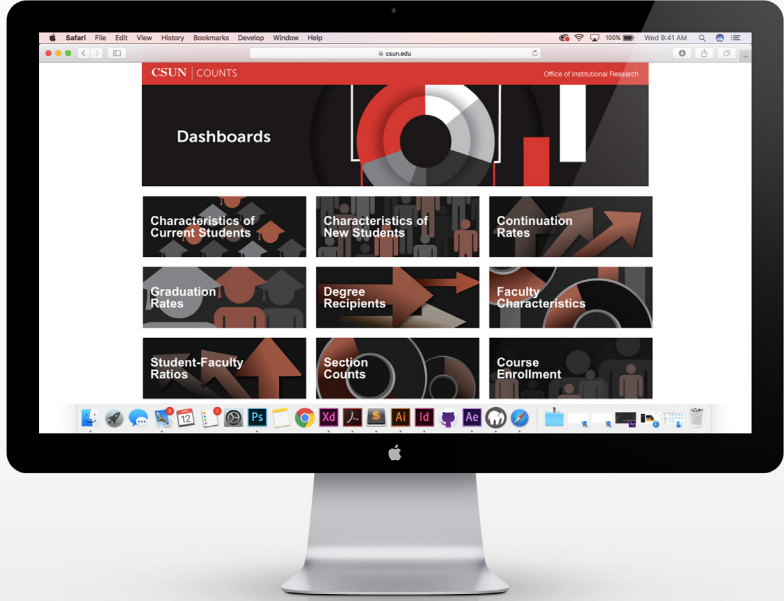 Safari File Edit View History Bookmarks Develop Window Help 100% Wed 9:41 AM
csun.edu
CSUN | COUNTS Office of Institutional Research
Dashboards
Characteristics of
Current Students
Characteristics of
New Students
Continuation
Rates
Graduation
Rates
Degree
Recipients
Faculty
Characteristics
Student-Faculty
Ratios
Section
Counts
Course
Enrollment
12
Ps
Xd
S
Ai
Id
Ae